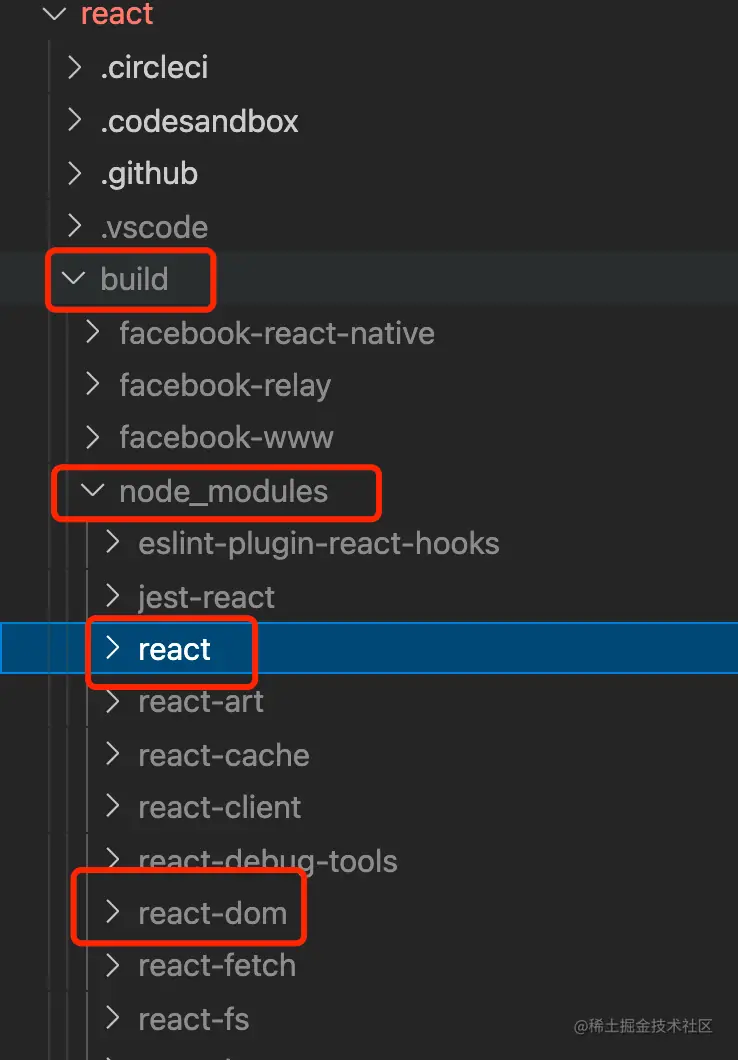 react
.circleci
.codesandbox
.github
.vscode
build
facebook-react-native
facebook-relay
facebook-www
node_modules
eslint-plugin-react-hooks
jest-react
react
react-art
react-cache
react-client
react-debug-tools
react-dom
react-fetch
react-fs
@稀土掘金技术社区